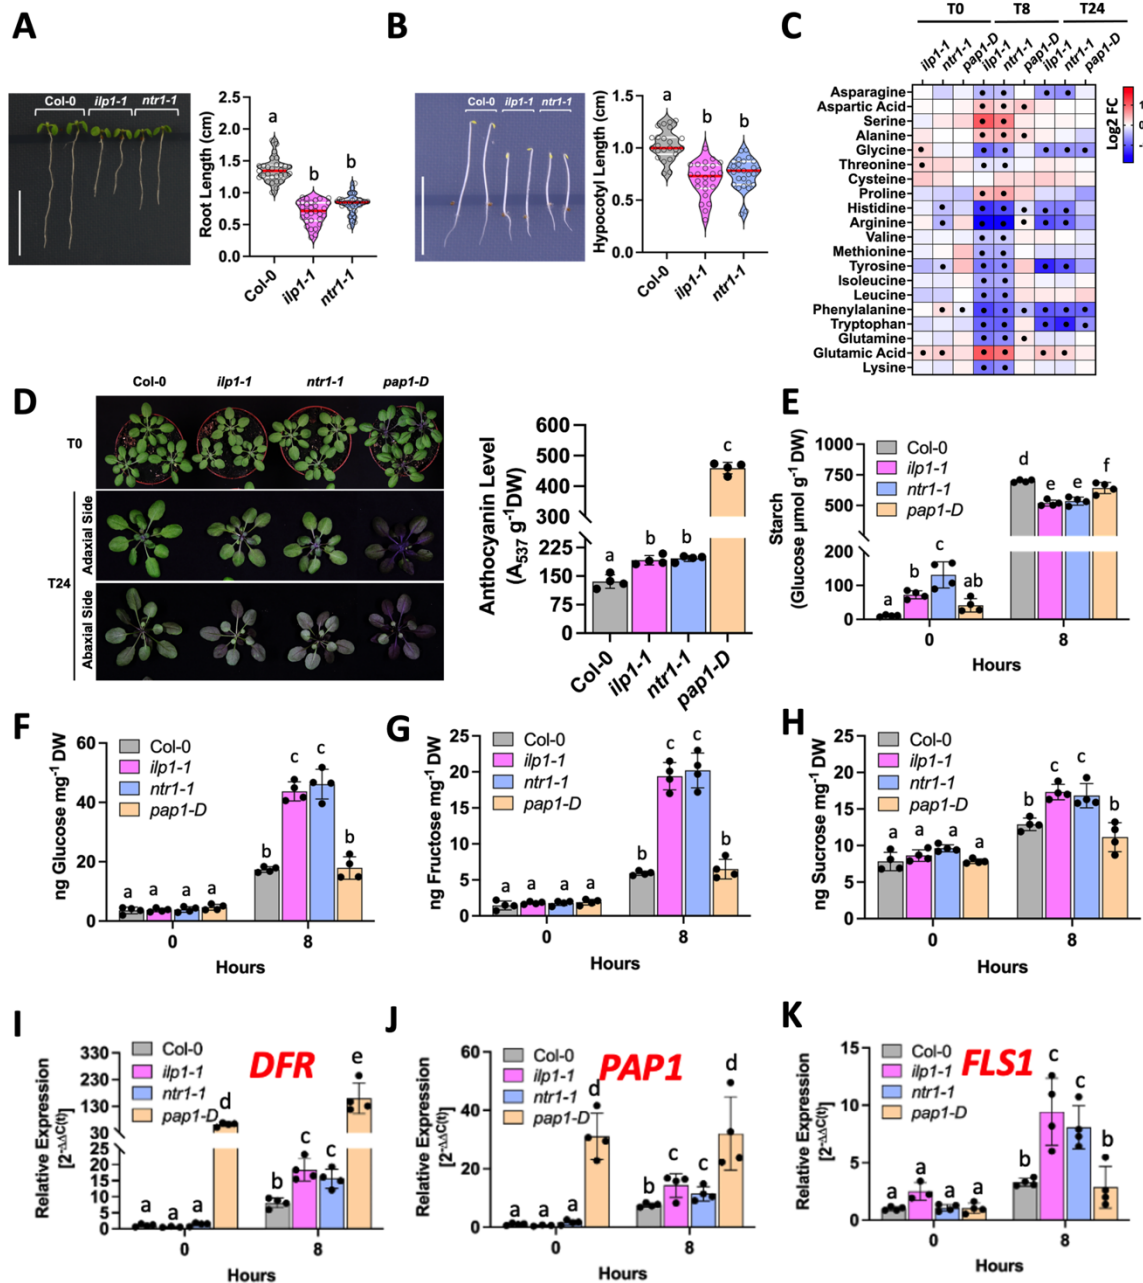 A
Col-0 ilp1-1 ntr1-1
Root Length (cm)
2.5
2.0
1.5
1.0
0.5
0.0
a
b
b
Col-0
ilp1-1
ntr1-1
B
Col-0 ilp1-1 ntr1-1
Hypocotyl Length (cm)
1.5
1.0
0.5
0.0
a
b
b
Col-0
ilp1-1
ntr1-1
C
T0 T8 T24
ilp1-1 ntr1-1 pap1-D ilp1-1 ntr1-1 pap1-D ilp1-1 ntr1-1 pap1-D
Asparagine
Aspartic Acid
Serine
Alanine
Glycine
Threonine
Cysteine
Proline
Histidine
Arginine
Valine
Methionine
Tyrosine
Isoleucine
Leucine
Phenylalanine
Tryptophan
Glutamine
Glutamic Acid
Lysine
Log2 FC
1
0
-1
D
Col-0 ilp1-1 ntr1-1 pap1-D
T0
T24
Adaxial Side
Abaxial Side
Anthocyanin Level
(A537 g-1DW)
600
500
400
300
225
150
75
0
a
b
b
c
Col-0
ilp1-1
ntr1-1
pap1-D
E
Starch
(Glucose µmol g-1 DW)
1000
750
500
200
100
0
Col-0
ilp1-1
ntr1-1
pap1-D
a b c ab
d e e f
0 8
Hours
F
ng Glucose mg-1 DW
60
40
20
0
Col-0
ilp1-1
ntr1-1
pap1-D
a a a a
b c c b
0 8
Hours
G
ng Fructose mg-1 DW
25
20
15
10
5
0
Col-0
ilp1-1
ntr1-1
pap1-D
a a a a
b c c b
0 8
Hours
H
ng Sucrose mg-1 DW
25
20
15
10
5
0
Col-0
ilp1-1
ntr1-1
pap1-D
a a a a
b c c b
0 8
Hours
I
DFR
Relative Expression
[2-ΔΔC(t)]
330
230
130
30
25
20
15
10
5
0
Col-0
ilp1-1
ntr1-1
pap1-D
a a a d
b c c e
0 8
Hours
J
PAP1
Relative Expression
[2-ΔΔC(t)]
60
40
20
0
Col-0
ilp1-1
ntr1-1
pap1-D
a a a d
b c c d
0 8
Hours
K
FLS1
Relative Expression
[2-ΔΔC(t)]
15
10
5
0
Col-0
ilp1-1
ntr1-1
pap1-D
a a a a
b c c b
0 8
Hours